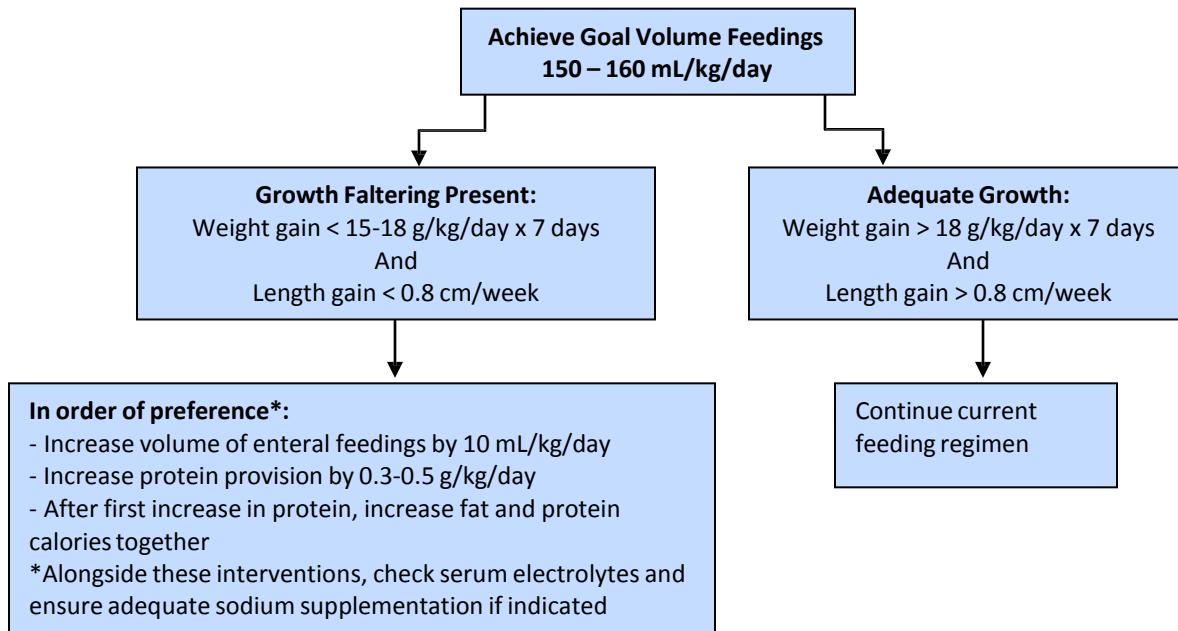 Achieve Goal Volume Feedings
150 – 160 mL/kg/day
Growth Faltering Present:
Weight gain < 15-18 g/kg/day x 7 days
And
Length gain < 0.8 cm/week
Adequate Growth:
Weight gain > 18 g/kg/day x 7 days
And
Length gain > 0.8 cm/week
In order of preference*:
- Increase volume of enteral feedings by 10 mL/kg/day
- Increase protein provision by 0.3-0.5 g/kg/day
- After first increase in protein, increase fat and protein
calories together
*Alongside these interventions, check serum electrolytes and
ensure adequate sodium supplementation if indicated
Continue current
feeding regimen